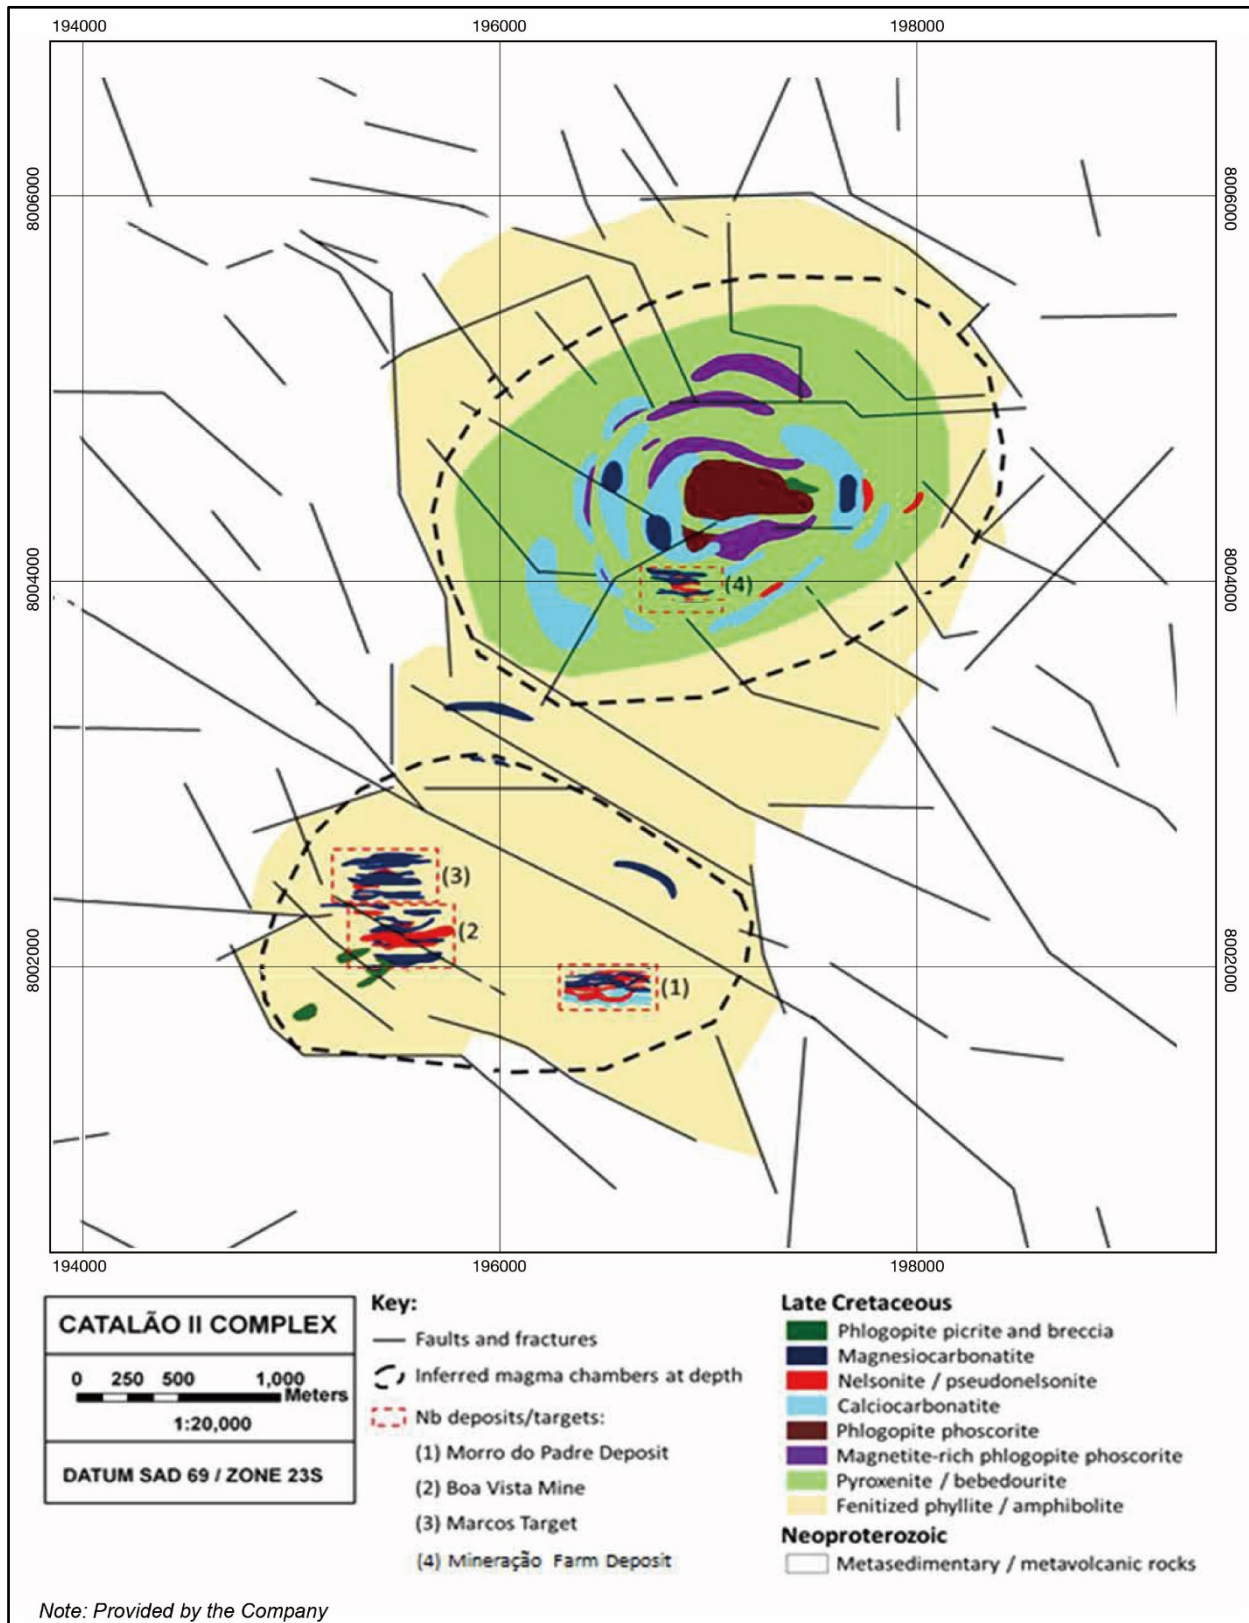 194000 196000 198000
8006000 8006000
8004000 8004000
(4)
(3)
(2
8002000 8002000
(1)
194000 196000 198000
CATALÃO II COMPLEX
0 250 500 1,000
Meters
1:20,000
DATUM SAD 69 / ZONE 23S
Key:
Faults and fractures
Inferred magma chambers at depth
Nb deposits/targets:
(1) Morro do Padre Deposit
(2) Boa Vista Mine
(3) Marcos Target
(4) Mineração Farm Deposit
Late Cretaceous
Phlogopite picrite and breccia
Magnesiocarbonatite
Nelsonite / pseudonelsonite
Calciocarbonatite
Phlogopite phoscorite
Magnetite-rich phlogopite phoscorite
Pyroxenite / bebedourite
Fenitized phyllite / amphibolite
Neoproterozoic
Metasedimentary / metavolcanic rocks
Note: Provided by the Company